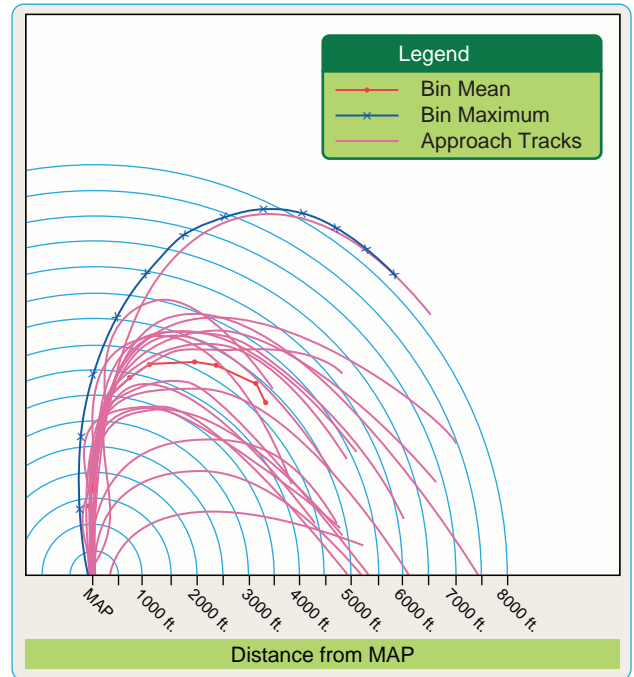 Legend
Bin Mean
Bin Maximum
Approach Tracks
MAP
1000 ft.
2000 ft.
3000 ft.
4000 ft.
5000 ft.
6000 ft.
7000 ft.
8000 ft.
Distance from MAP